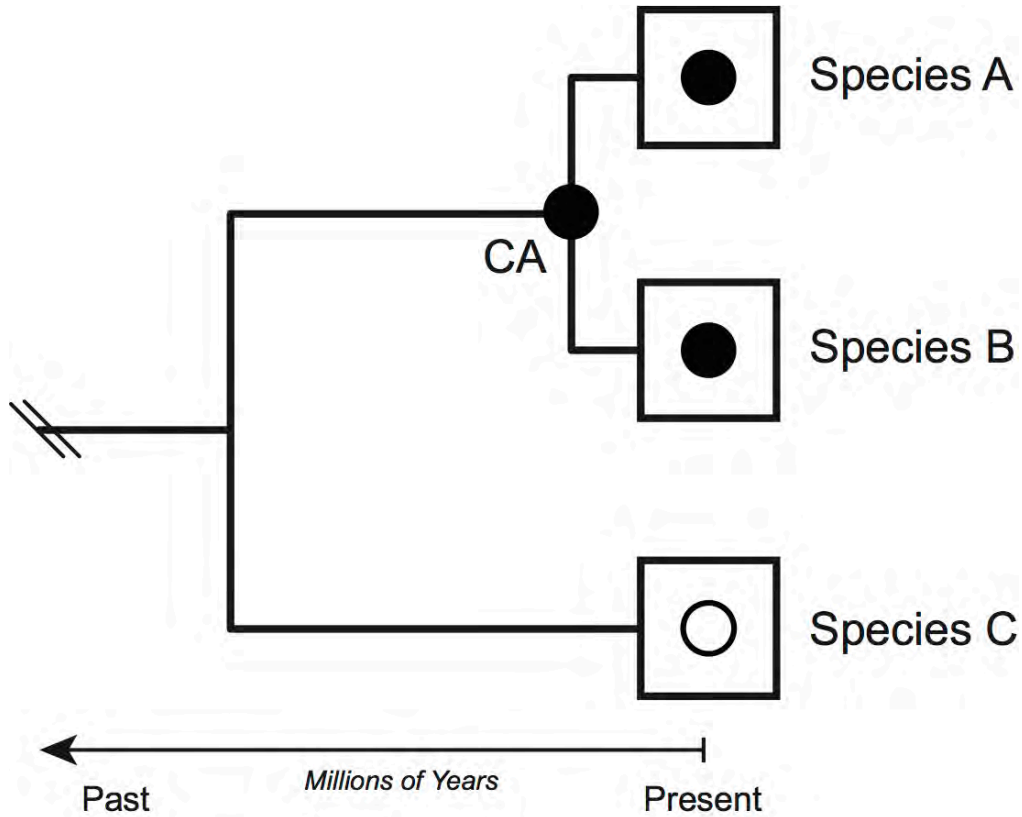 Species A
CA
Species B
Species C
Millions of Years
Past
Present